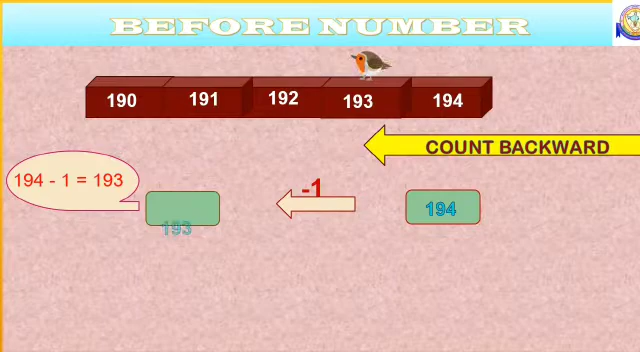 BEFORE NUMBER
190 191 192 193 194
COUNT BACKWARD
194 - 1 = 193
-1
194
193